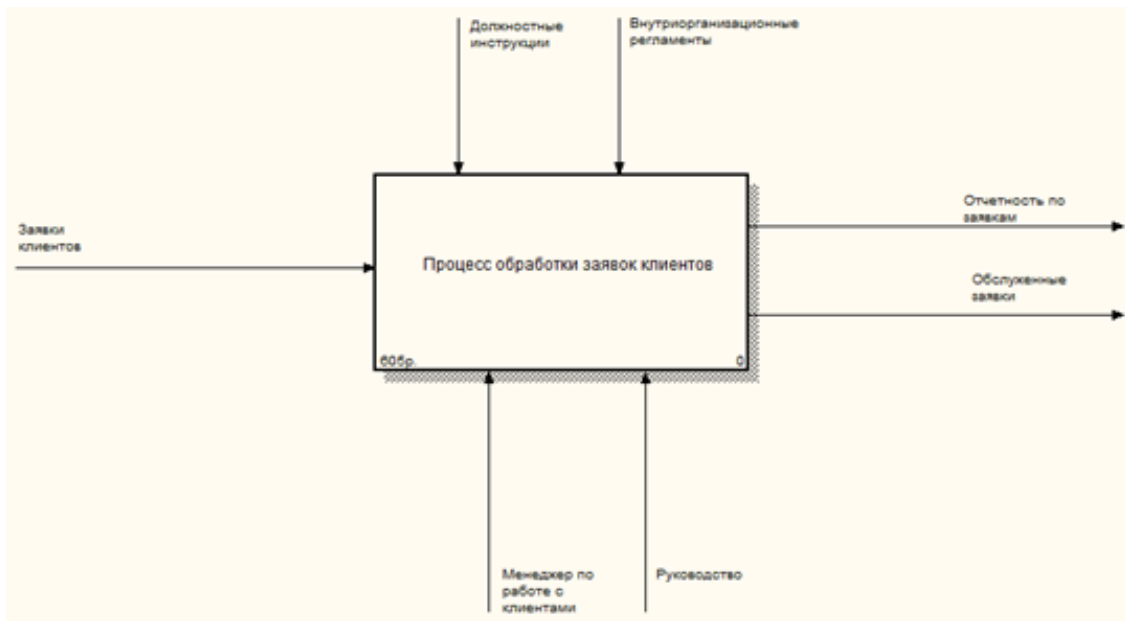 Должностные
инструкции
Внутриорганизационные
регламенты
Заявки
клиентов
Процесс обработки заявок клиентов
605р.
0
Отчетность по
заявкам
Обслуженные
заявки
Менеджер по
работе с
клиентами
Руководство